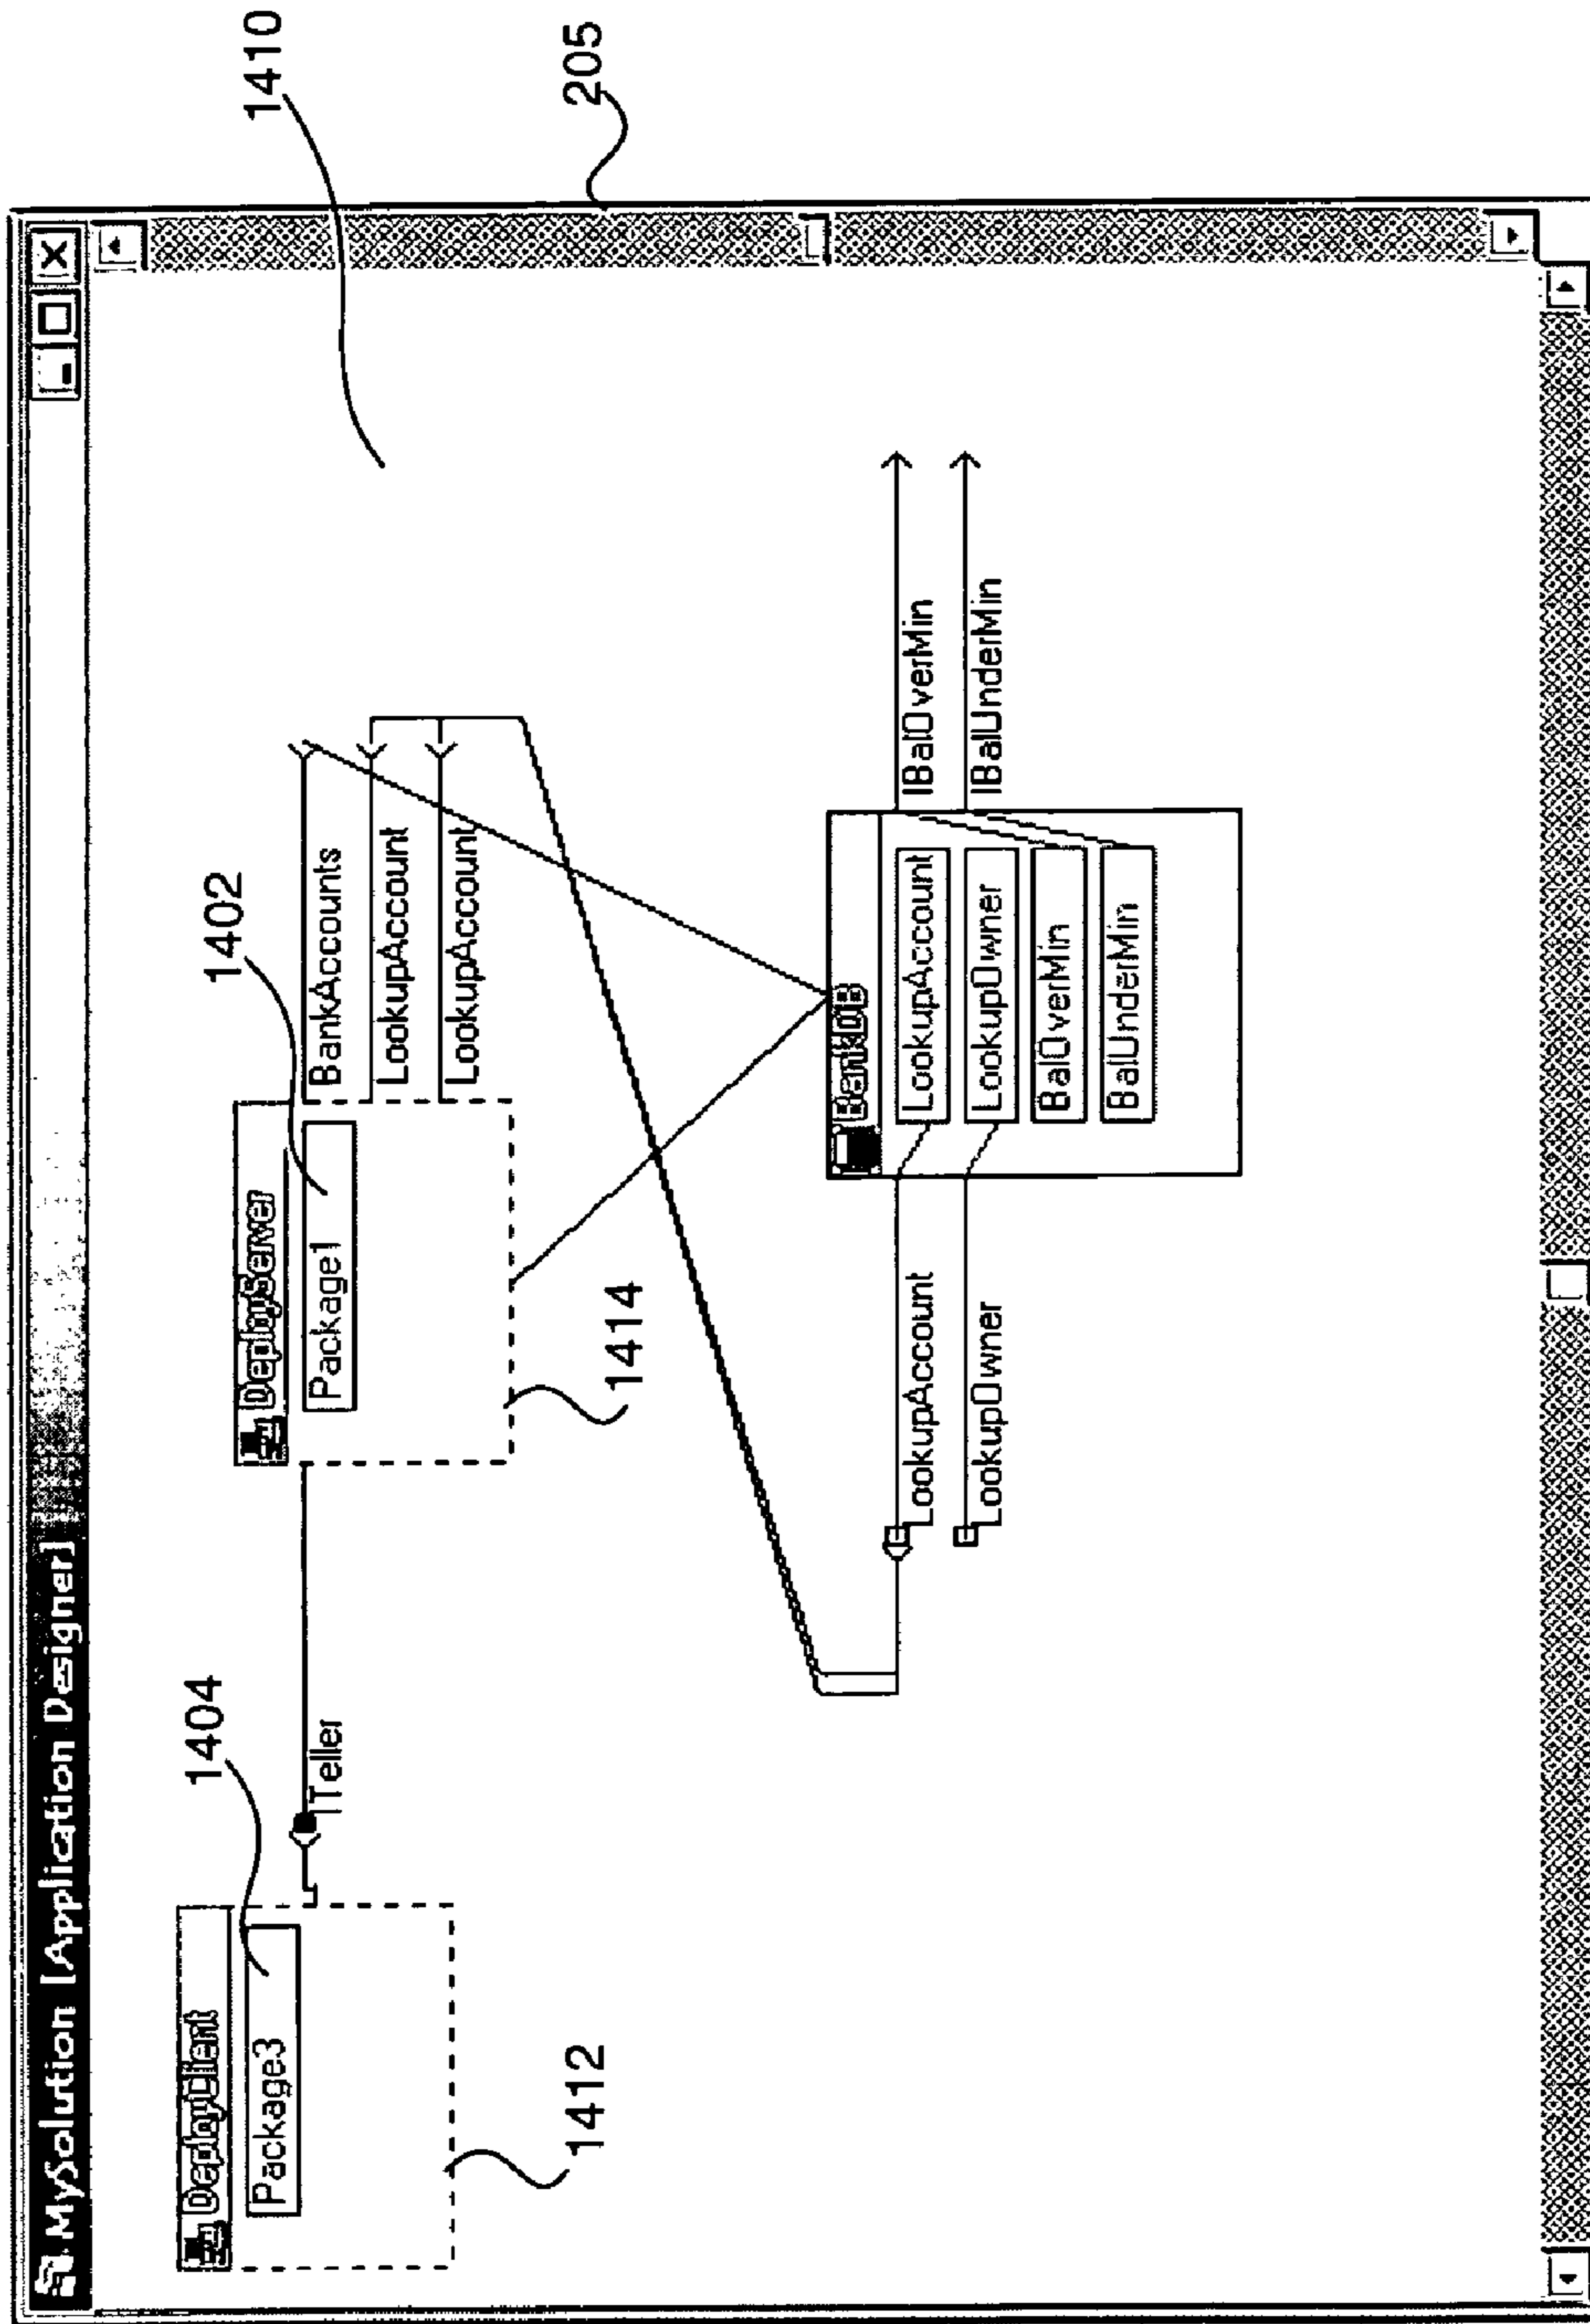 MySolution [Application Designer]
1410
205
1404
1402
DeployClient
Package3
1412
ITeller
DeployServer
Package1
1414
BankAccounts
LookupAccount
LookupAccount
BankDB
LookupAccount
LookupOwner
BalOverMin
BalUnderMin
LookupAccount
LookupOwner
IBalOverMin
IBalUnderMin